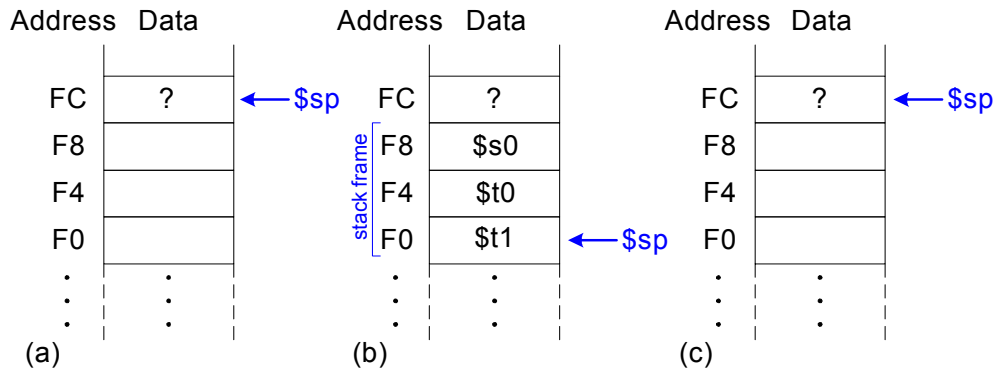 Address Data Address Data Address Data
FC ? $sp FC ? FC ? $sp
F8 F8 $s0 F8
F4 F4 $t0 F4
F0 F0 $t1 $sp F0
stack frame
(a) (b) (c)